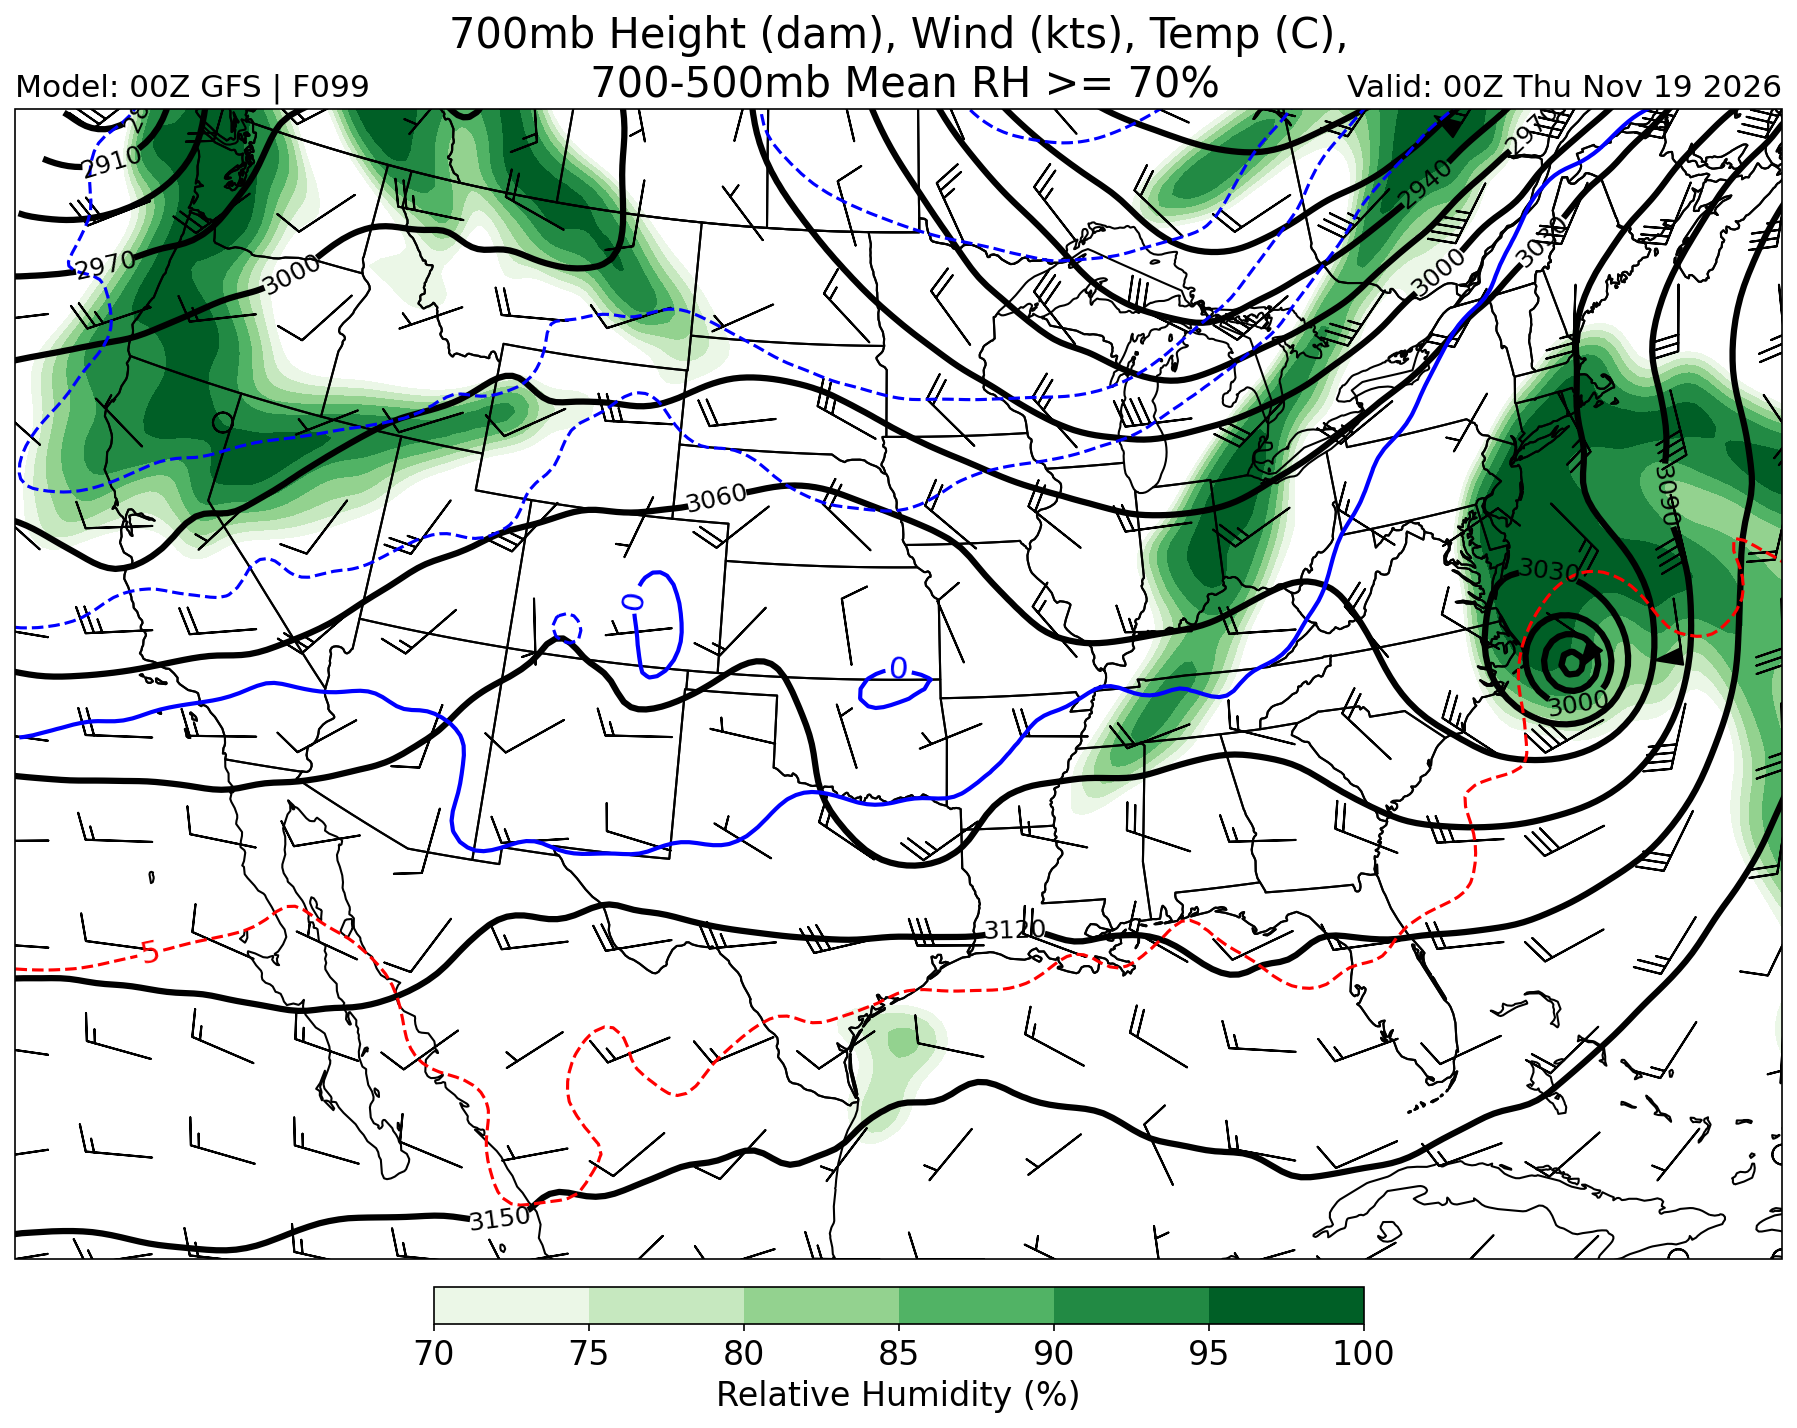 700mb Height (dam), Wind (kts), Temp (C),
700-500mb Mean RH >= 70%
Model: 00Z GFS | F099
Valid: 00Z Thu Nov 19 2026
2910
2970
2940
2970
3000
3000
3030
3060
3090
3030
0
0
3000
5
3120
3150
70 75 80 85 90 95 100
Relative Humidity (%)